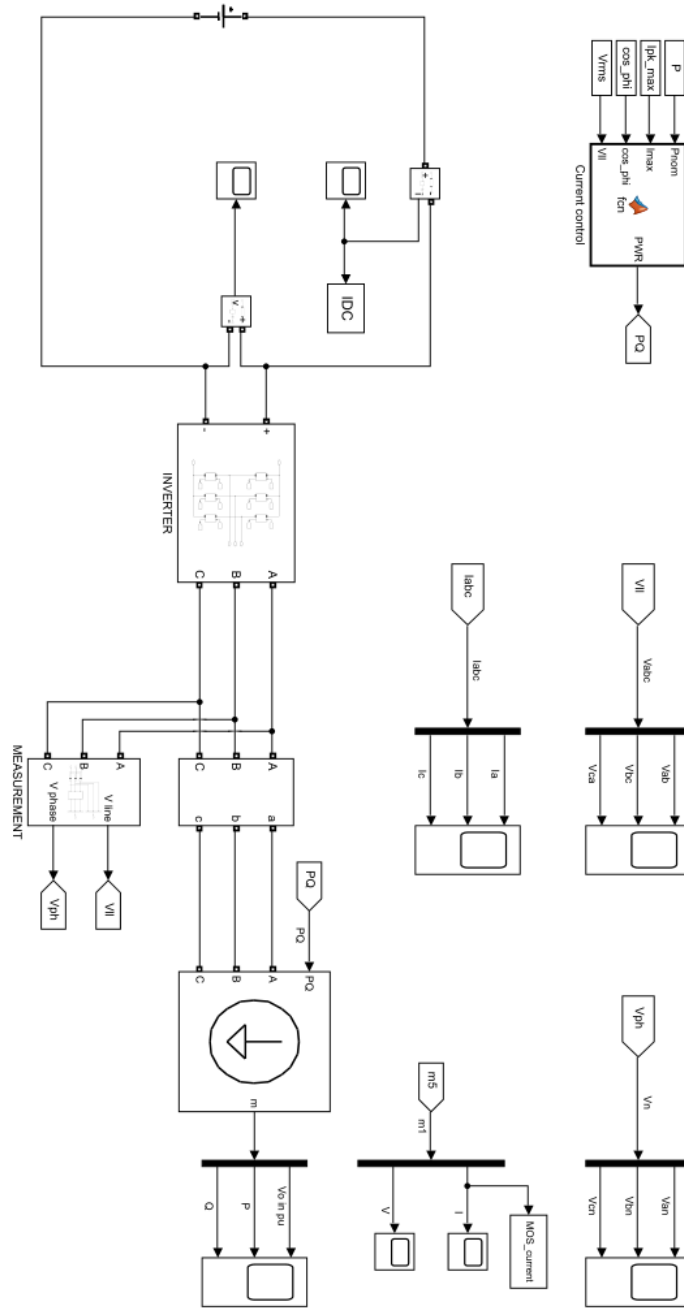 P
Ipk_max
cos_phi
Vrms
Pnom
Imax
cos_phi
Vll
fcn
PWR
Current control
PQ
Vll
Vabc
Vab
Vbc
Vca
Vph
Vn
Van
Vbn
Vcn
Iabc
Iabc
Ia
Ib
Ic
m5
m1
I
V
MOS_current
+
-
i
IDC
+
-
v
+
+
-
A
B
C
INVERTER
A
B
C
a
b
c
PQ
PQ
PQ
A
B
C
m
Vo in pu
P
Q
A
B
C
V line
V phase
MEASUREMENT
Vll
Vph